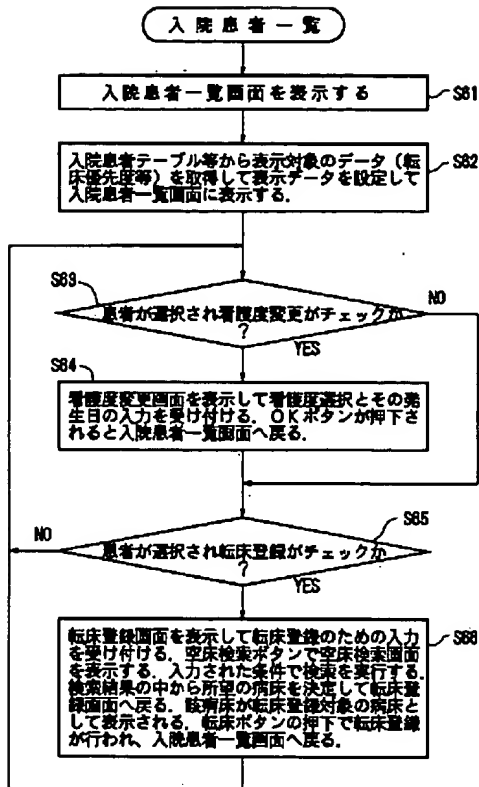 入院患者一覧
入院患者一覧画面を表示する
S61
入院患者テーブル等から表示対象のデータ（転
床優先度等）を取得して表示データを設定して
入院患者一覧画面に表示する.
S62
S63
患者が選択され看護度変更がチェックか
?
NO
YES
S64
看護度変更画面を表示して看護度選択とその発
生日の入力を受け付ける. OKボタンが押下さ
れると入院患者一覧画面へ戻る.
S65
NO
患者が選択され転床登録がチェックか
?
YES
S66
転床登録画面を表示して転床登録のための入力
を受け付ける. 空床検索ボタンで空床検索画面
を表示する. 入力された条件で検索を実行する.
検索結果の中から所望の病床を決定して転床登
録画面へ戻る. 該病床が転床登録対象の病床と
して表示される. 転床ボタンの押下で転床登録
が行われ、入院患者一覧画面へ戻る.